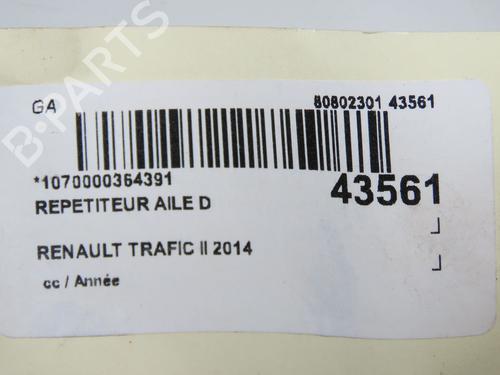 B-PARTS
GA
80802301 43561
*1070000364391
43561
REPETITEUR AILE D
RENAULT TRAFIC II 2014
cc / Année